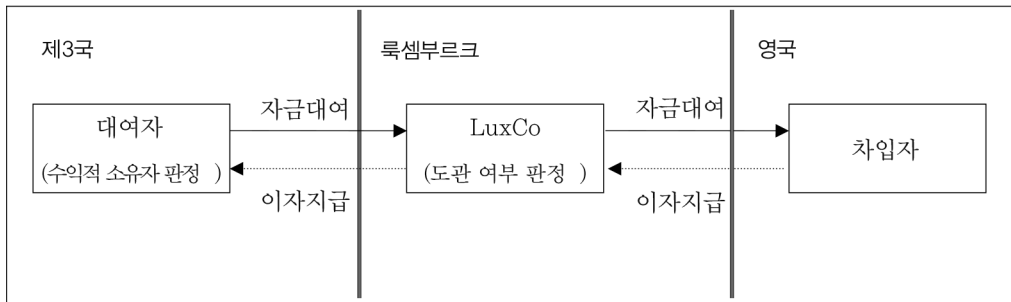 제3국
룩셈부르크
영국
자금대여
자금대여
대여자
(수익적 소유자 판정 )
LuxCo
(도관 여부 판정 )
차입자
이자지급
이자지급